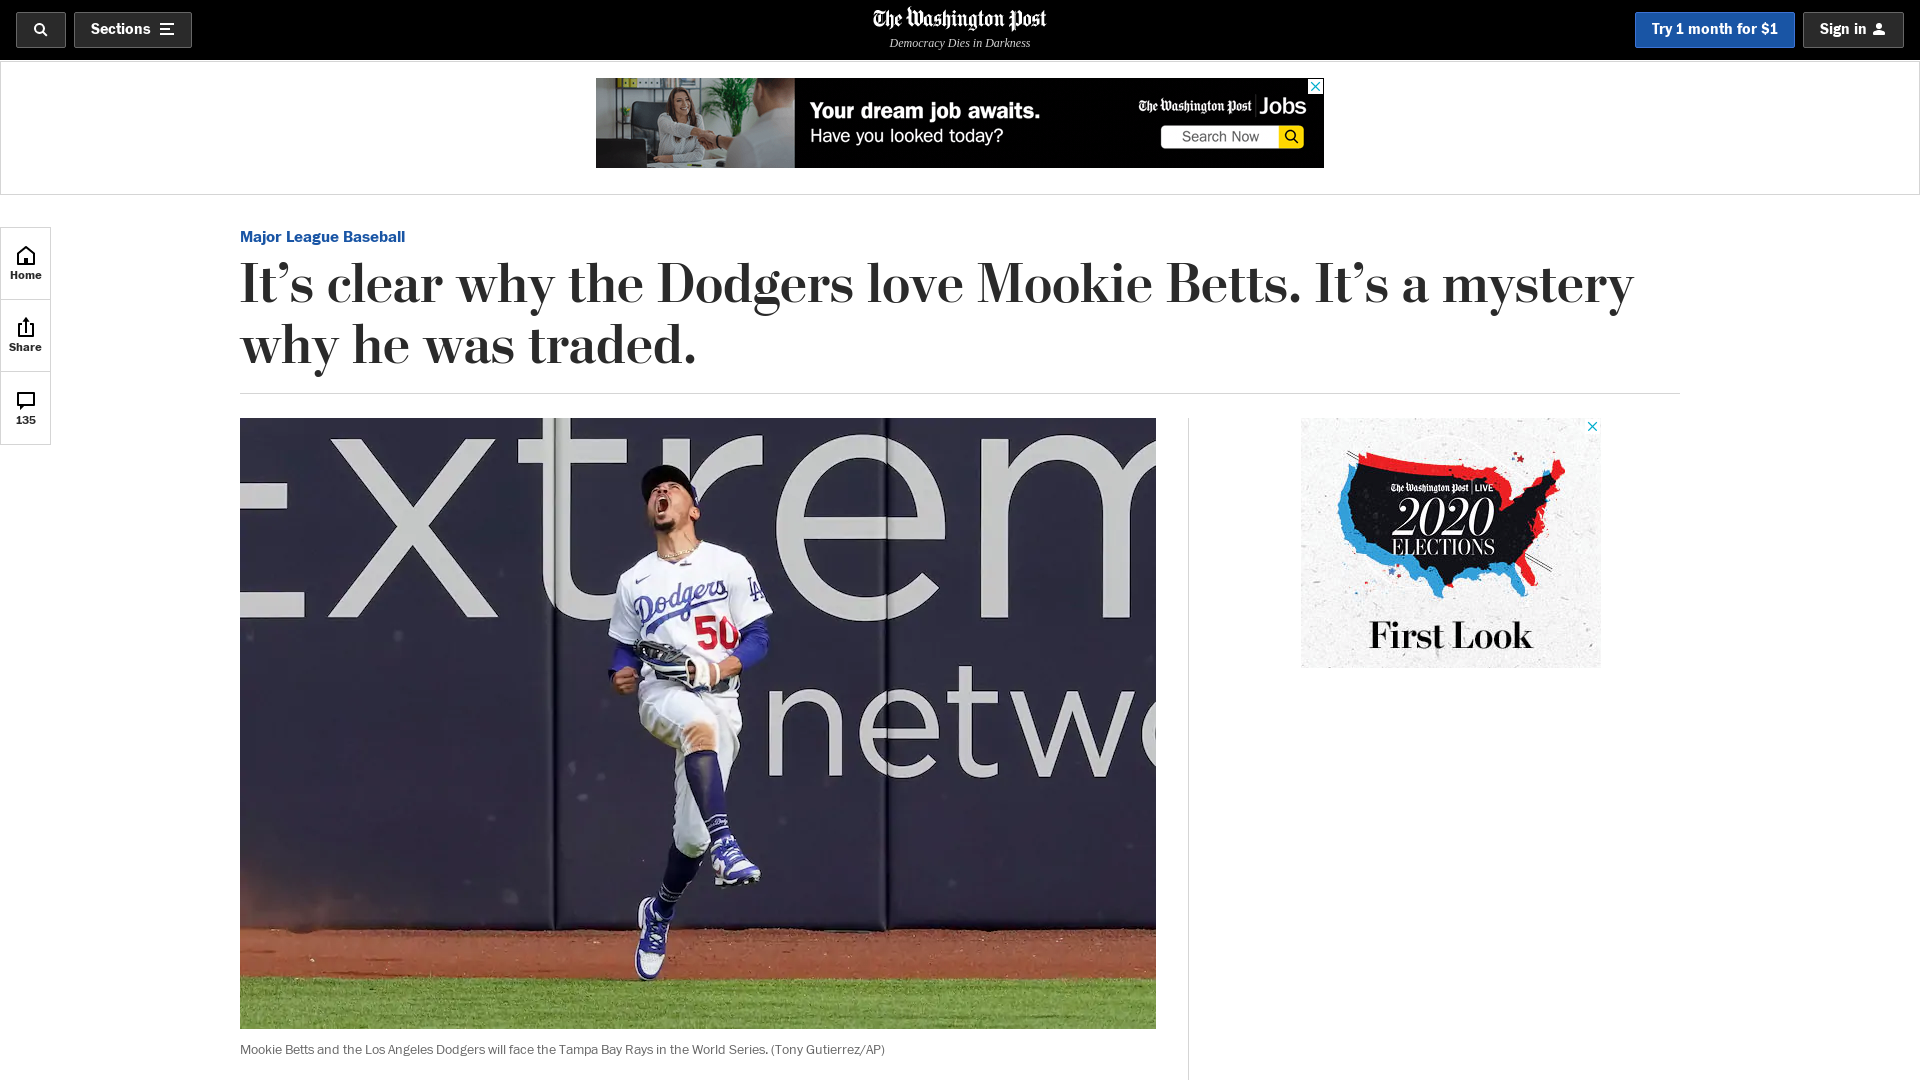 Sections
The Washington Post
Democracy Dies in Darkness
Try 1 month for $1
Sign in
Your dream job awaits.
Have you looked today?
The Washington Post Jobs
Search Now
Home
Share
135
Major League Baseball
It’s clear why the Dodgers love Mookie Betts. It’s a mystery
why he was traded.
Extrem
netwo
Dodgers
LA
50
Mookie Betts and the Los Angeles Dodgers will face the Tampa Bay Rays in the World Series. (Tony Gutierrez/AP)
The Washington Post LIVE
2020
ELECTIONS
First Look